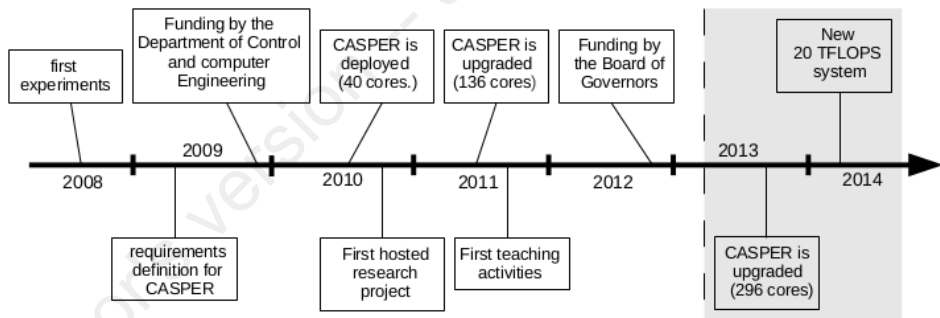 Funding by the
Department of Control
and computer
Engineering
first
experiments
CASPER is
deployed
(40 cores.)
CASPER is
upgraded
(136 cores)
Funding by
the Board of
Governors
New
20 TFLOPS
system
2008
2009
2010
2011
2012
2013
2014
requirements
definition for
CASPER
First hosted
research
project
First teaching
activities
CASPER is
upgraded
(296 cores)
version